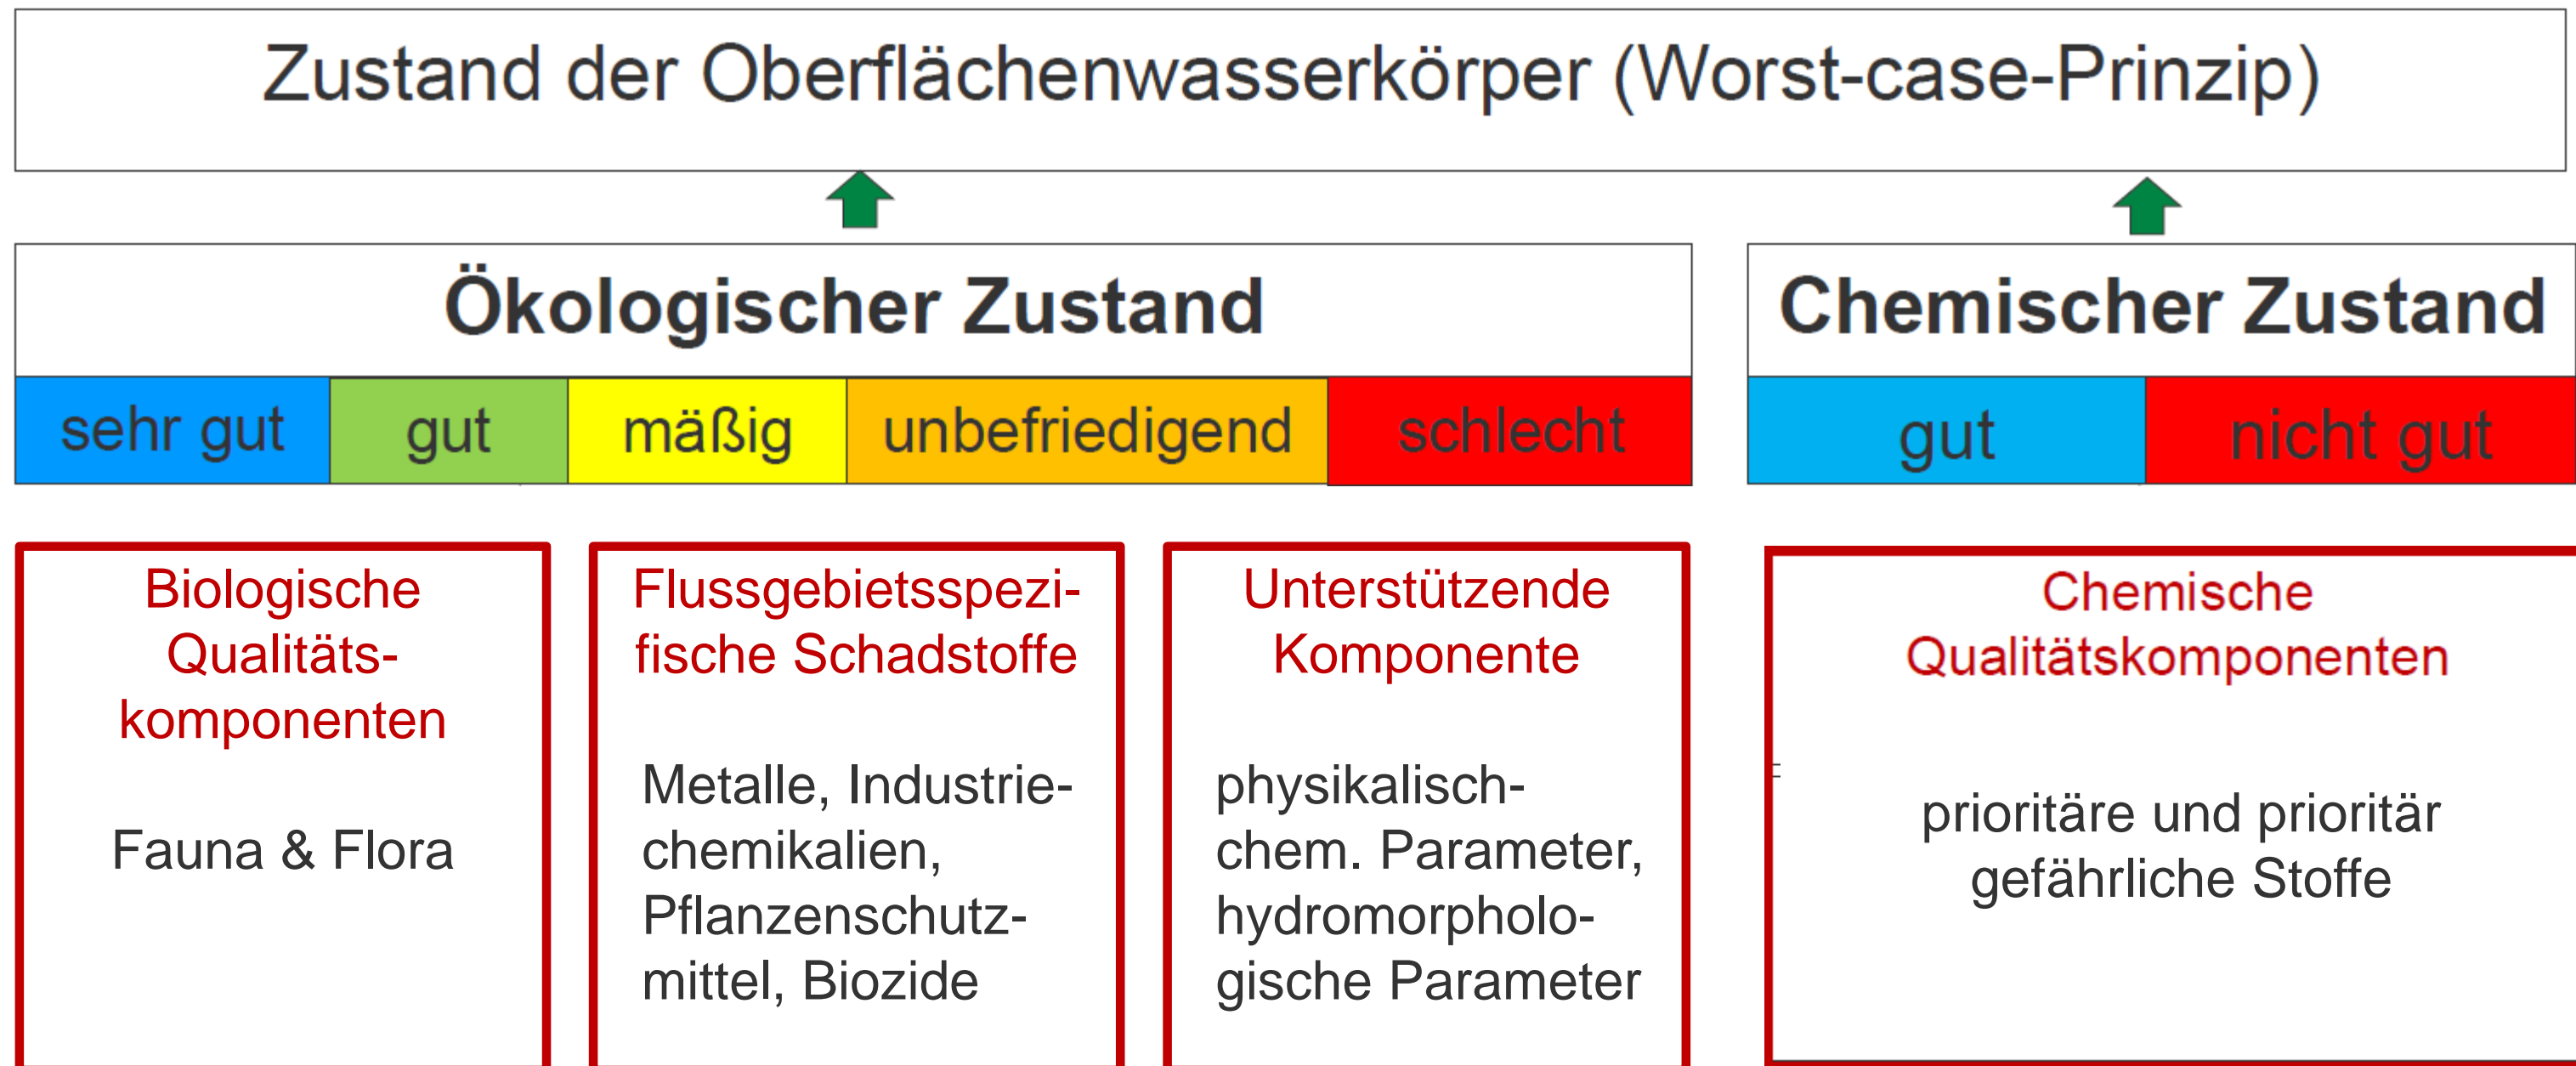 Zustand der Oberflächenwasserkörper (Worst-case-Prinzip)
Ökologischer Zustand
sehr gut
gut
mäßig
unbefriedigend
schlecht
Chemischer Zustand
gut
nicht gut
Biologische
Qualitäts-
komponenten
Fauna & Flora
Flussgebietsspezi-
fische Schadstoffe
Metalle, Industrie-
chemikalien,
Pflanzenschutz-
mittel, Biozide
Unterstützende
Komponente
physikalisch-
chem. Parameter,
hydromorpholo-
gische Parameter
Chemische
Qualitätskomponenten
prioritäre und prioritär
gefährliche Stoffe